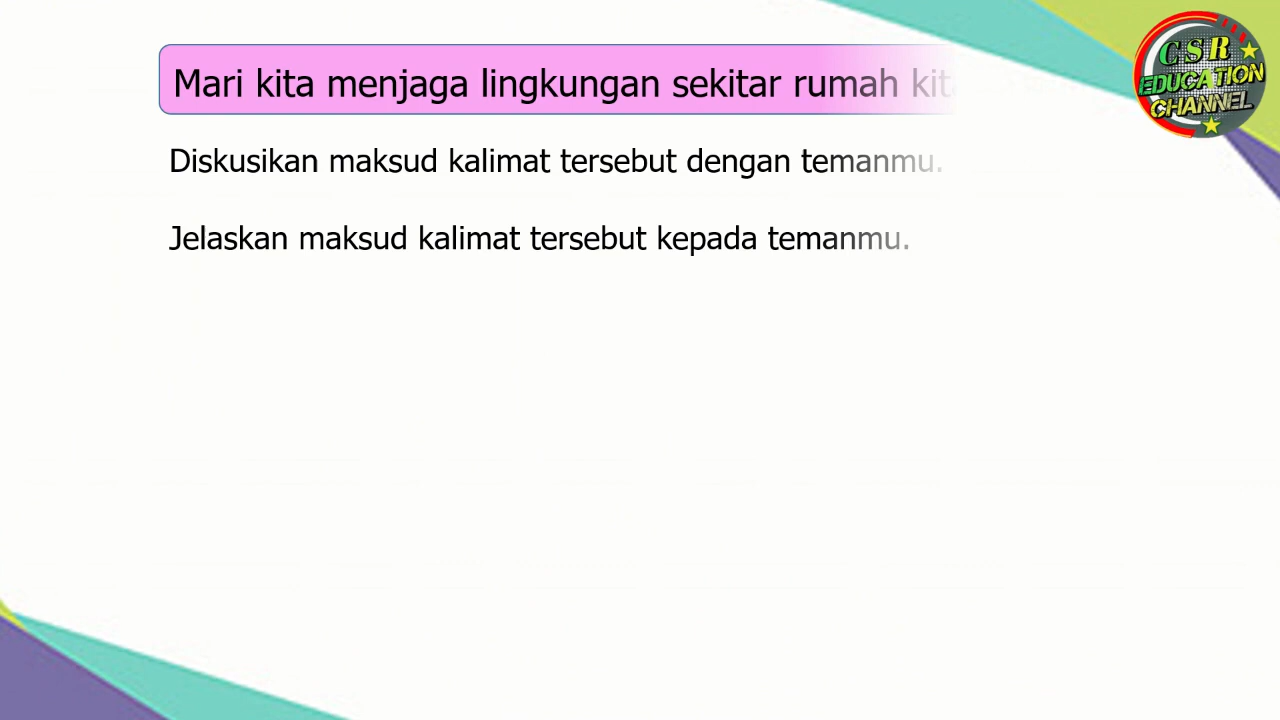 Mari kita menjaga lingkungan sekitar rumah
Diskusikan maksud kalimat tersebut dengan temanmu.
Jelaskan maksud kalimat tersebut kepada temanmu.
CSR
EDUCATION
CHANNEL